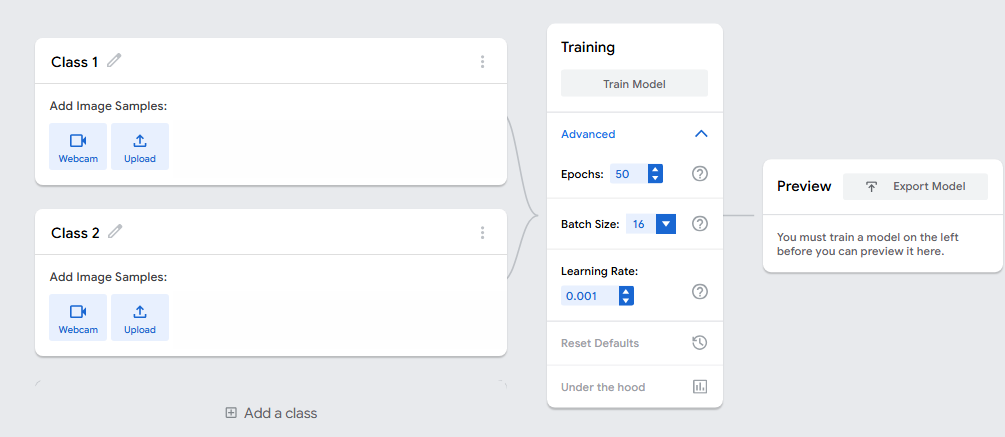 Class 1
Add Image Samples:
Webcam
Upload
Class 2
Add Image Samples:
Webcam
Upload
Add a class
Training
Train Model
Advanced
Epochs: 50
Batch Size: 16
Learning Rate:
0.001
Reset Defaults
Under the hood
Preview
Export Model
You must train a model on the left
before you can preview it here.